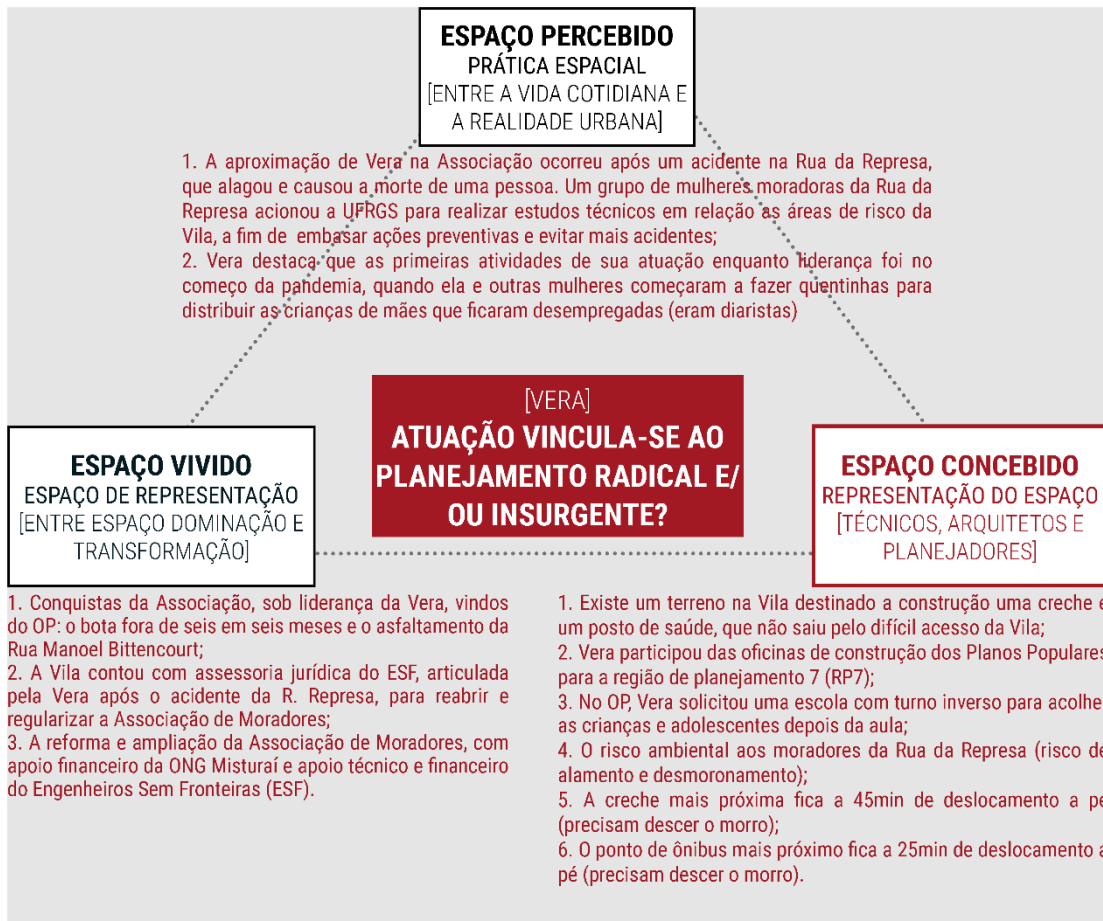 ESPAÇO PERCEBIDO
PRÁTICA ESPACIAL
[ENTRE A VIDA COTIDIANA E
A REALIDADE URBANA]
1. A aproximação de Vera na Associação ocorreu após um acidente na Rua da Represa,
que alagou e causou a morte de uma pessoa. Um grupo de mulheres moradoras da Rua da
Represa acionou a UFRGS para realizar estudos técnicos em relação as áreas de risco da
Vila, a fim de embasar ações preventivas e evitar mais acidentes;
2. Vera destaca que as primeiras atividades de sua atuação enquanto liderança foi no
começo da pandemia, quando ela e outras mulheres começaram a fazer quentinhas para
distribuir as crianças de mães que ficaram desempregadas (eram diaristas)
[VERA]
ATUAÇÃO VINCULA-SE AO
PLANEJAMENTO RADICAL E/
OU INSURGENTE?
ESPAÇO VIVIDO
ESPAÇO DE REPRESENTAÇÃO
[ENTRE ESPAÇO DOMINAÇÃO E
TRANSFORMAÇÃO]
ESPAÇO CONCEBIDO
REPRESENTAÇÃO DO ESPAÇO
[TÉCNICOS, ARQUITETOS E
PLANEJADORES]
1. Conquistas da Associação, sob liderança da Vera, vindos
do OP: o bota fora de seis em seis meses e o asfaltamento da
Rua Manoel Bittencourt;
2. A Vila contou com assessoria jurídica do ESF, articulada
pela Vera após o acidente da R. Represa, para reabrir e
regularizar a Associação de Moradores;
3. A reforma e ampliação da Associação de Moradores, com
apoio financeiro da ONG Misturaí e apoio técnico e financeiro
do Engenheiros Sem Fronteiras (ESF).
1. Existe um terreno na Vila destinado a construção uma creche e
um posto de saúde, que não saiu pelo difícil acesso da Vila;
2. Vera participou das oficinas de construção dos Planos Populares
para a região de planejamento 7 (RP7);
3. No OP, Vera solicitou uma escola com turno inverso para acolher
as crianças e adolescentes depois da aula;
4. O risco ambiental aos moradores da Rua da Represa (risco de
alamento e desmoronamento);
5. A creche mais próxima fica a 45min de deslocamento a pé
(precisam descer o morro);
6. O ponto de ônibus mais próximo fica a 25min de deslocamento a
pé (precisam descer o morro).